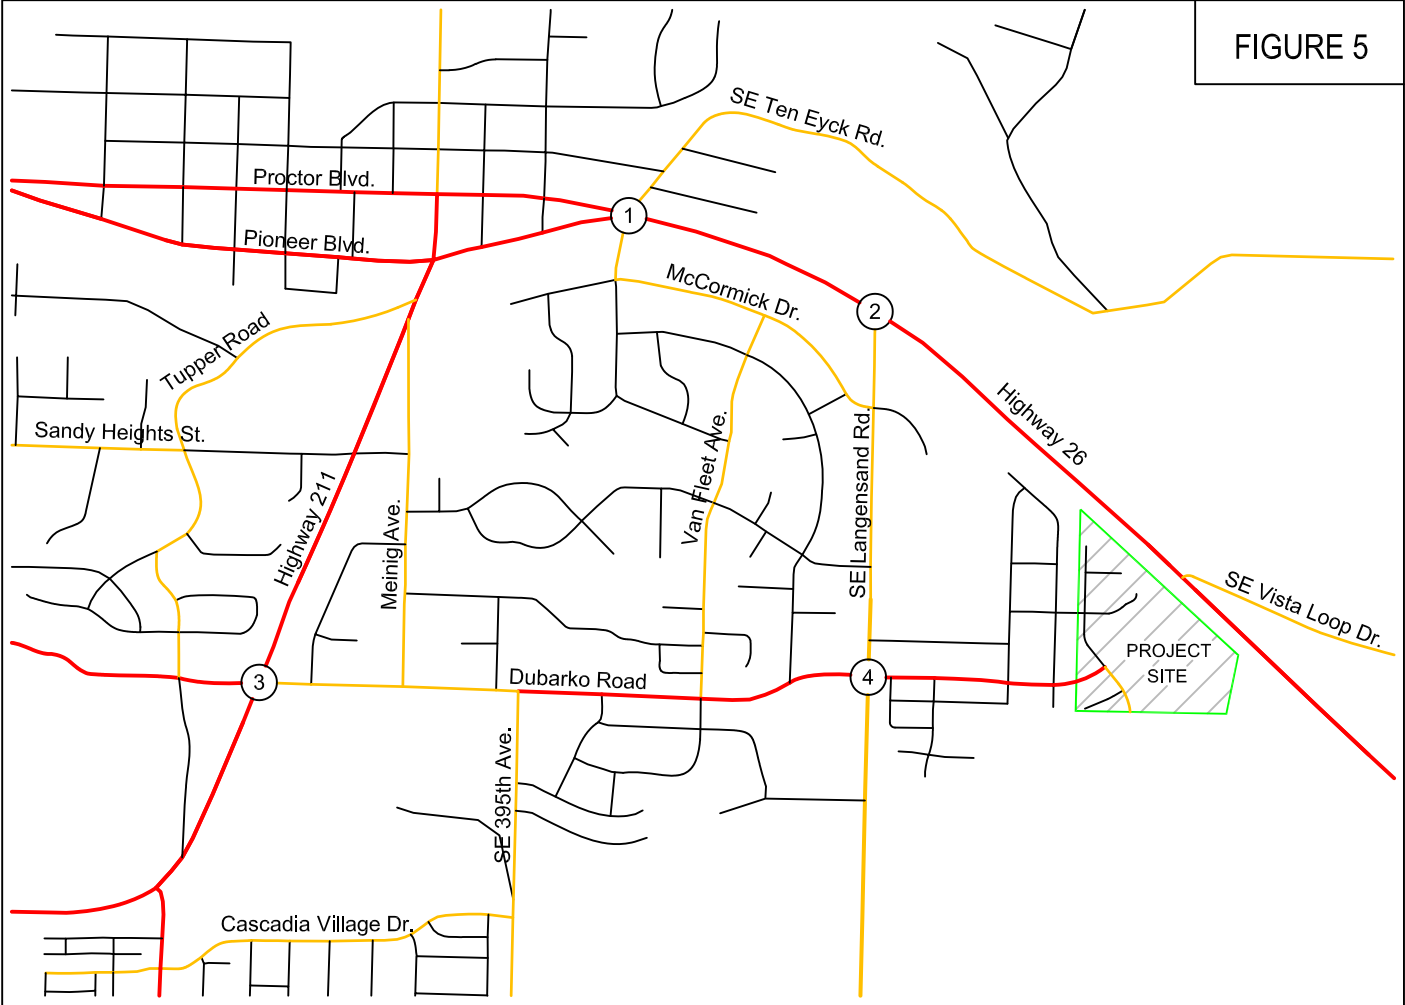 FIGURE 5
SE Ten Eyck Rd.
Proctor Blvd.
1
Pioneer Blvd.
McCormick Dr.
2
Tupper Road
Highway 26
Sandy Heights St.
Van Fleet Ave.
SE Langensand Rd.
Highway 211
Meinig Ave.
SE Vista Loop Dr.
PROJECT
SITE
3
Dubarko Road
4
SE 395th Ave.
Cascadia Village Dr.